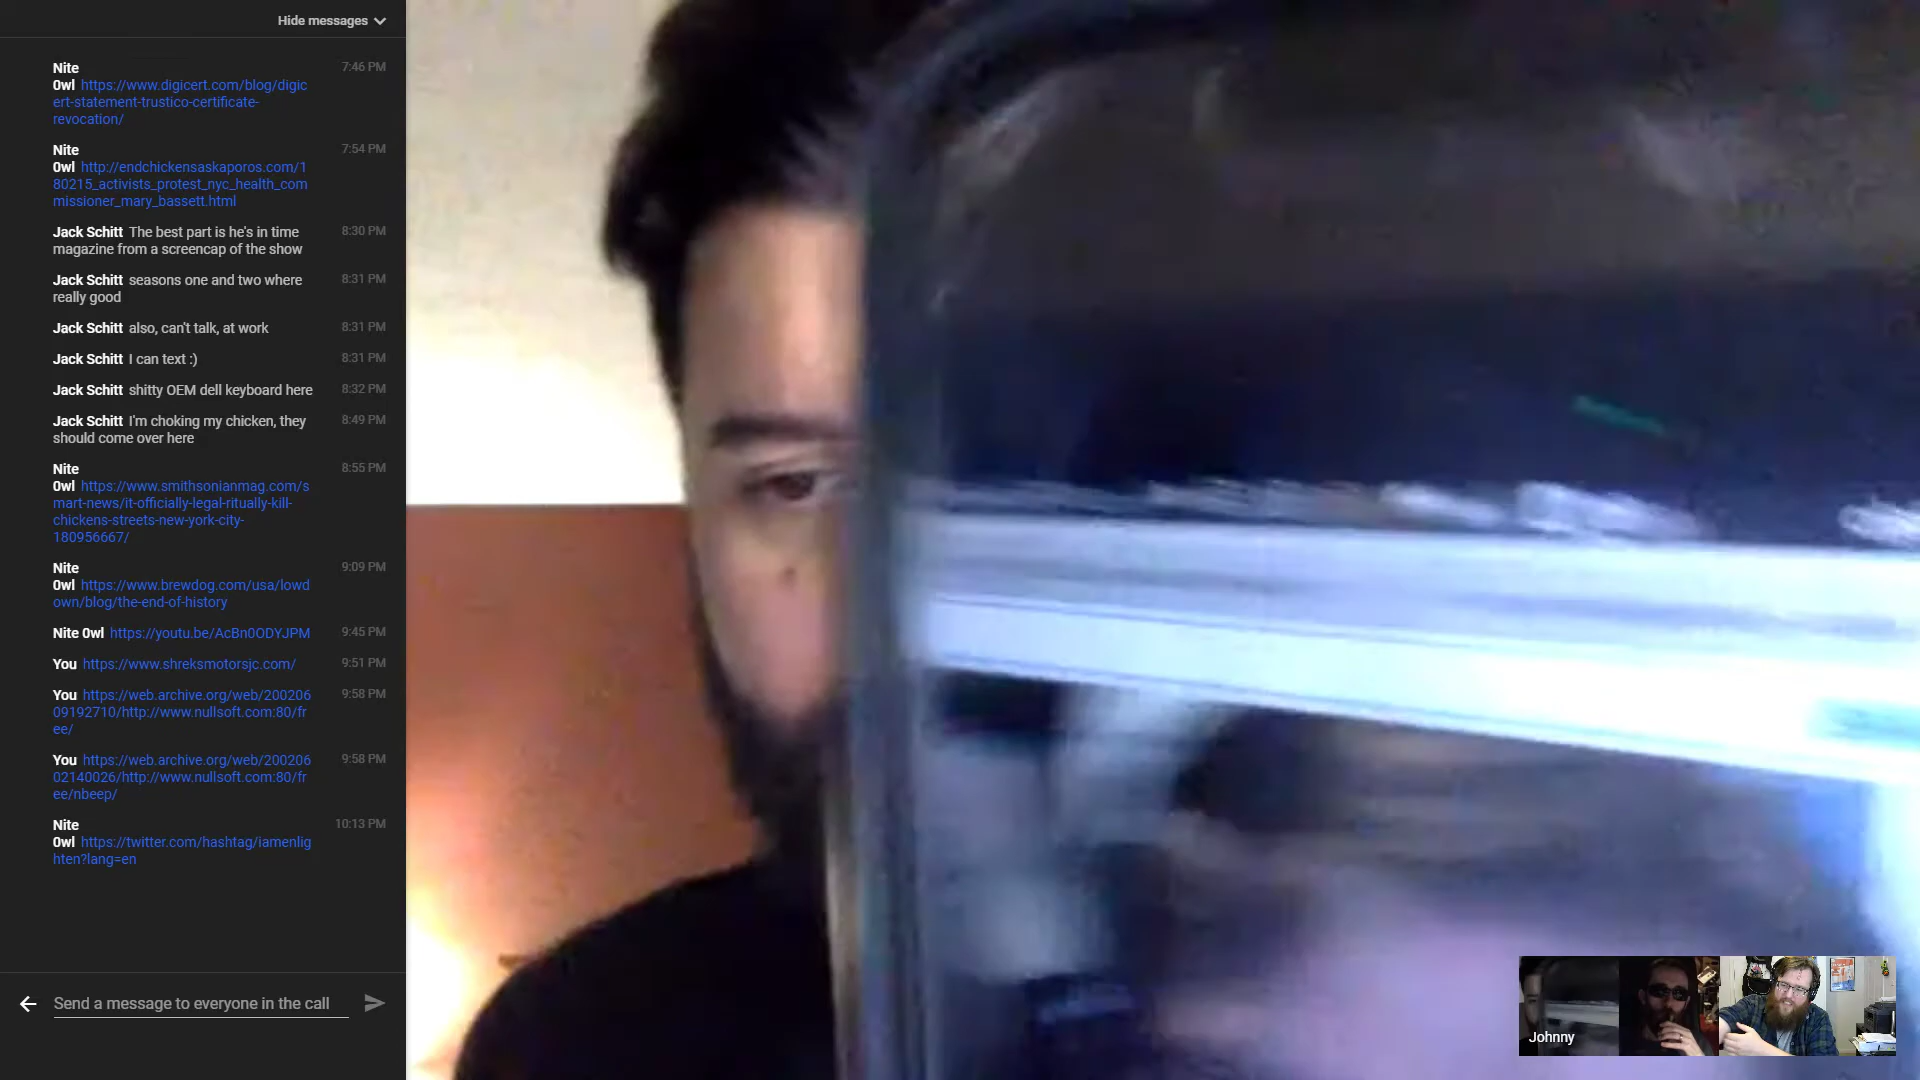 Hide messages
Nite 7:46 PM
0wl https://www.digicert.com/blog/digic
ert-statement-trustico-certificate-
revocation/
Nite 7:54 PM
0wl http://endchickensaskaporos.com/1
80215_activists_protest_nyc_health_com
missioner_mary_bassett.html
Jack Schitt The best part is he's in time 8:30 PM
magazine from a screencap of the show
Jack Schitt seasons one and two where 8:31 PM
really good
Jack Schitt also, can't talk, at work 8:31 PM
Jack Schitt I can text :) 8:31 PM
Jack Schitt shitty OEM dell keyboard here 8:32 PM
Jack Schitt I'm choking my chicken, they 8:49 PM
should come over here
Nite 8:55 PM
0wl https://www.smithsonianmag.com/s
mart-news/it-officially-legal-ritually-kill-
chickens-streets-new-york-city-
180956667/
Nite 9:09 PM
0wl https://www.brewdog.com/usa/lowd
own/blog/the-end-of-history
Nite 0wl https://youtu.be/AcBn0ODYJPM 9:45 PM
You https://www.shreksmotorsjc.com/ 9:51 PM
You https://web.archive.org/web/200206 9:58 PM
09192710/http://www.nullsoft.com:80/fr
ee/
You https://web.archive.org/web/200206 9:58 PM
02140026/http://www.nullsoft.com:80/fr
ee/nbeep/
Nite 10:13 PM
0wl https://twitter.com/hashtag/iamenlig
hten?lang=en
Send a message to everyone in the call
Johnny